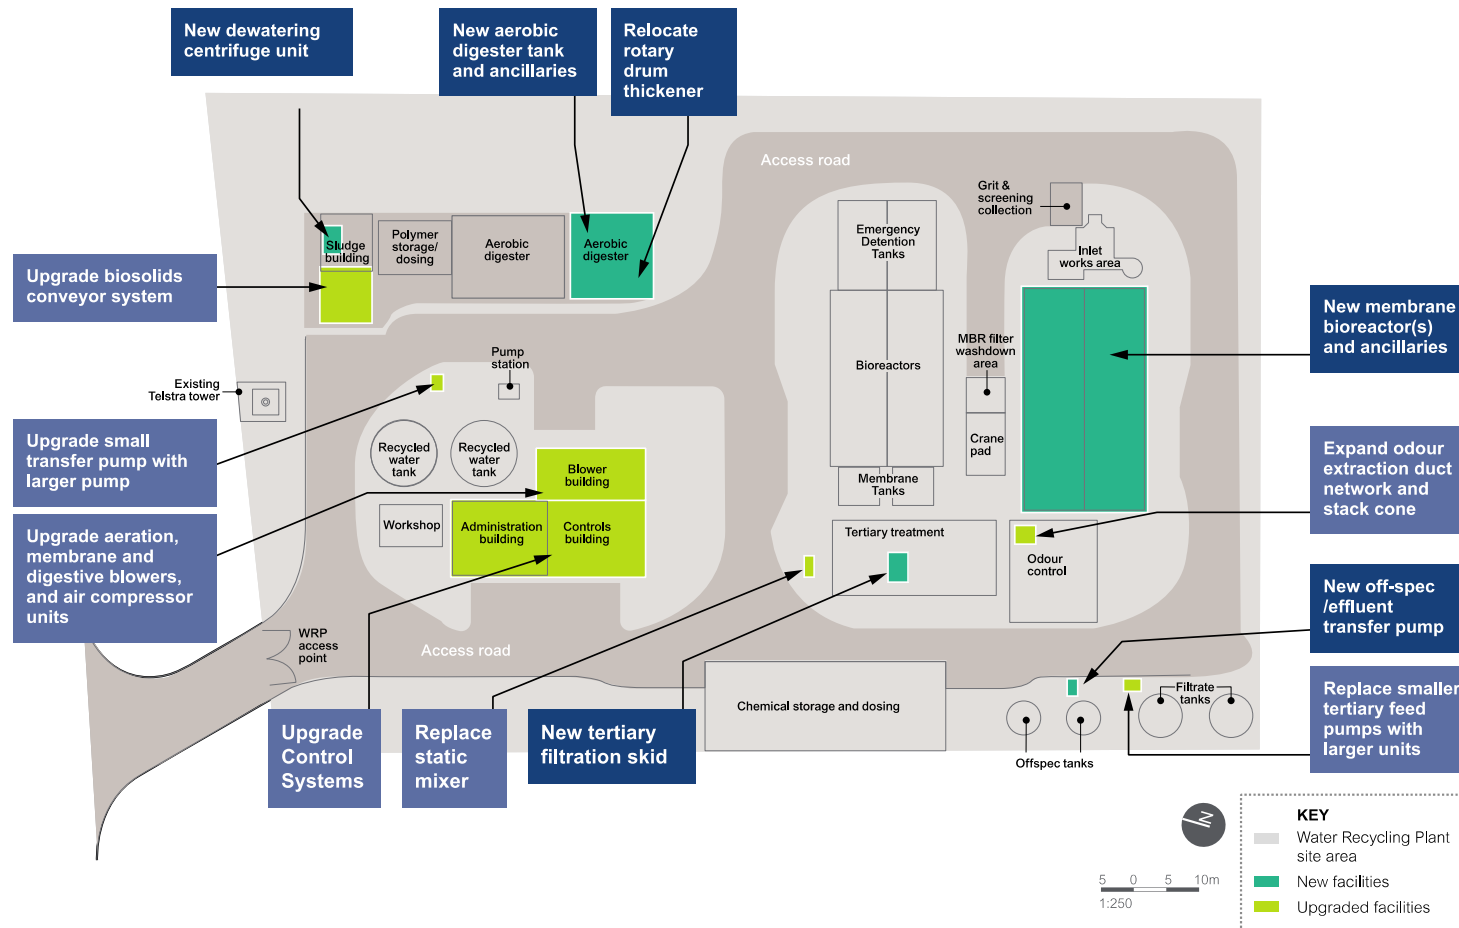 New dewatering
centrifuge unit
New aerobic
digester tank
and ancillaries
Relocate
rotary
drum
thickener
Access road
Grit &
screening
collection
Sludge
building
Polymer
storage/
dosing
Aerobic
digester
Aerobic
digester
Emergency
Detention
Tanks
Inlet
works area
Upgrade biosolids
conveyor system
New membrane
bioreactor(s)
and ancillaries
Pump
station
Bioreactors
MBR filter
washdown
area
Existing
Telstra tower
Upgrade small
transfer pump with
larger pump
Recycled
water
tank
Recycled
water
tank
Crane
pad
Expand odour
extraction duct
network and
stack cone
Blower
building
Membrane
Tanks
Upgrade aeration,
membrane and
digestive blowers,
and air compressor
units
Workshop
Administration
building
Controls
building
Tertiary treatment
Odour
control
New off-spec
/effluent
transfer pump
WRP
access
point
Access road
Chemical storage and dosing
Filtrate
tanks
Replace smaller
tertiary feed
pumps with
larger units
Upgrade
Control
Systems
Replace
static
mixer
New tertiary
filtration skid
Offspec tanks
N
KEY
Water Recycling Plant
site area
New facilities
Upgraded facilities
5 0 5 10m
1:250